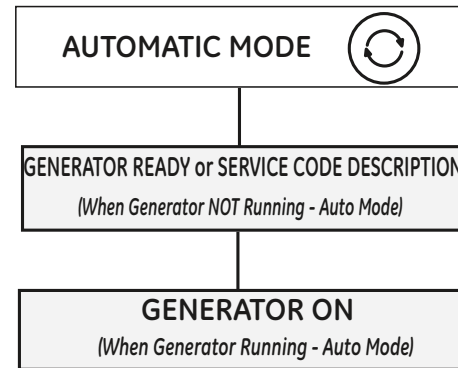 AUTOMATIC MODE
GENERATOR READY or SERVICE CODE DESCRIPTION
(When Generator NOT Running - Auto Mode)
GENERATOR ON
(When Generator Running - Auto Mode)